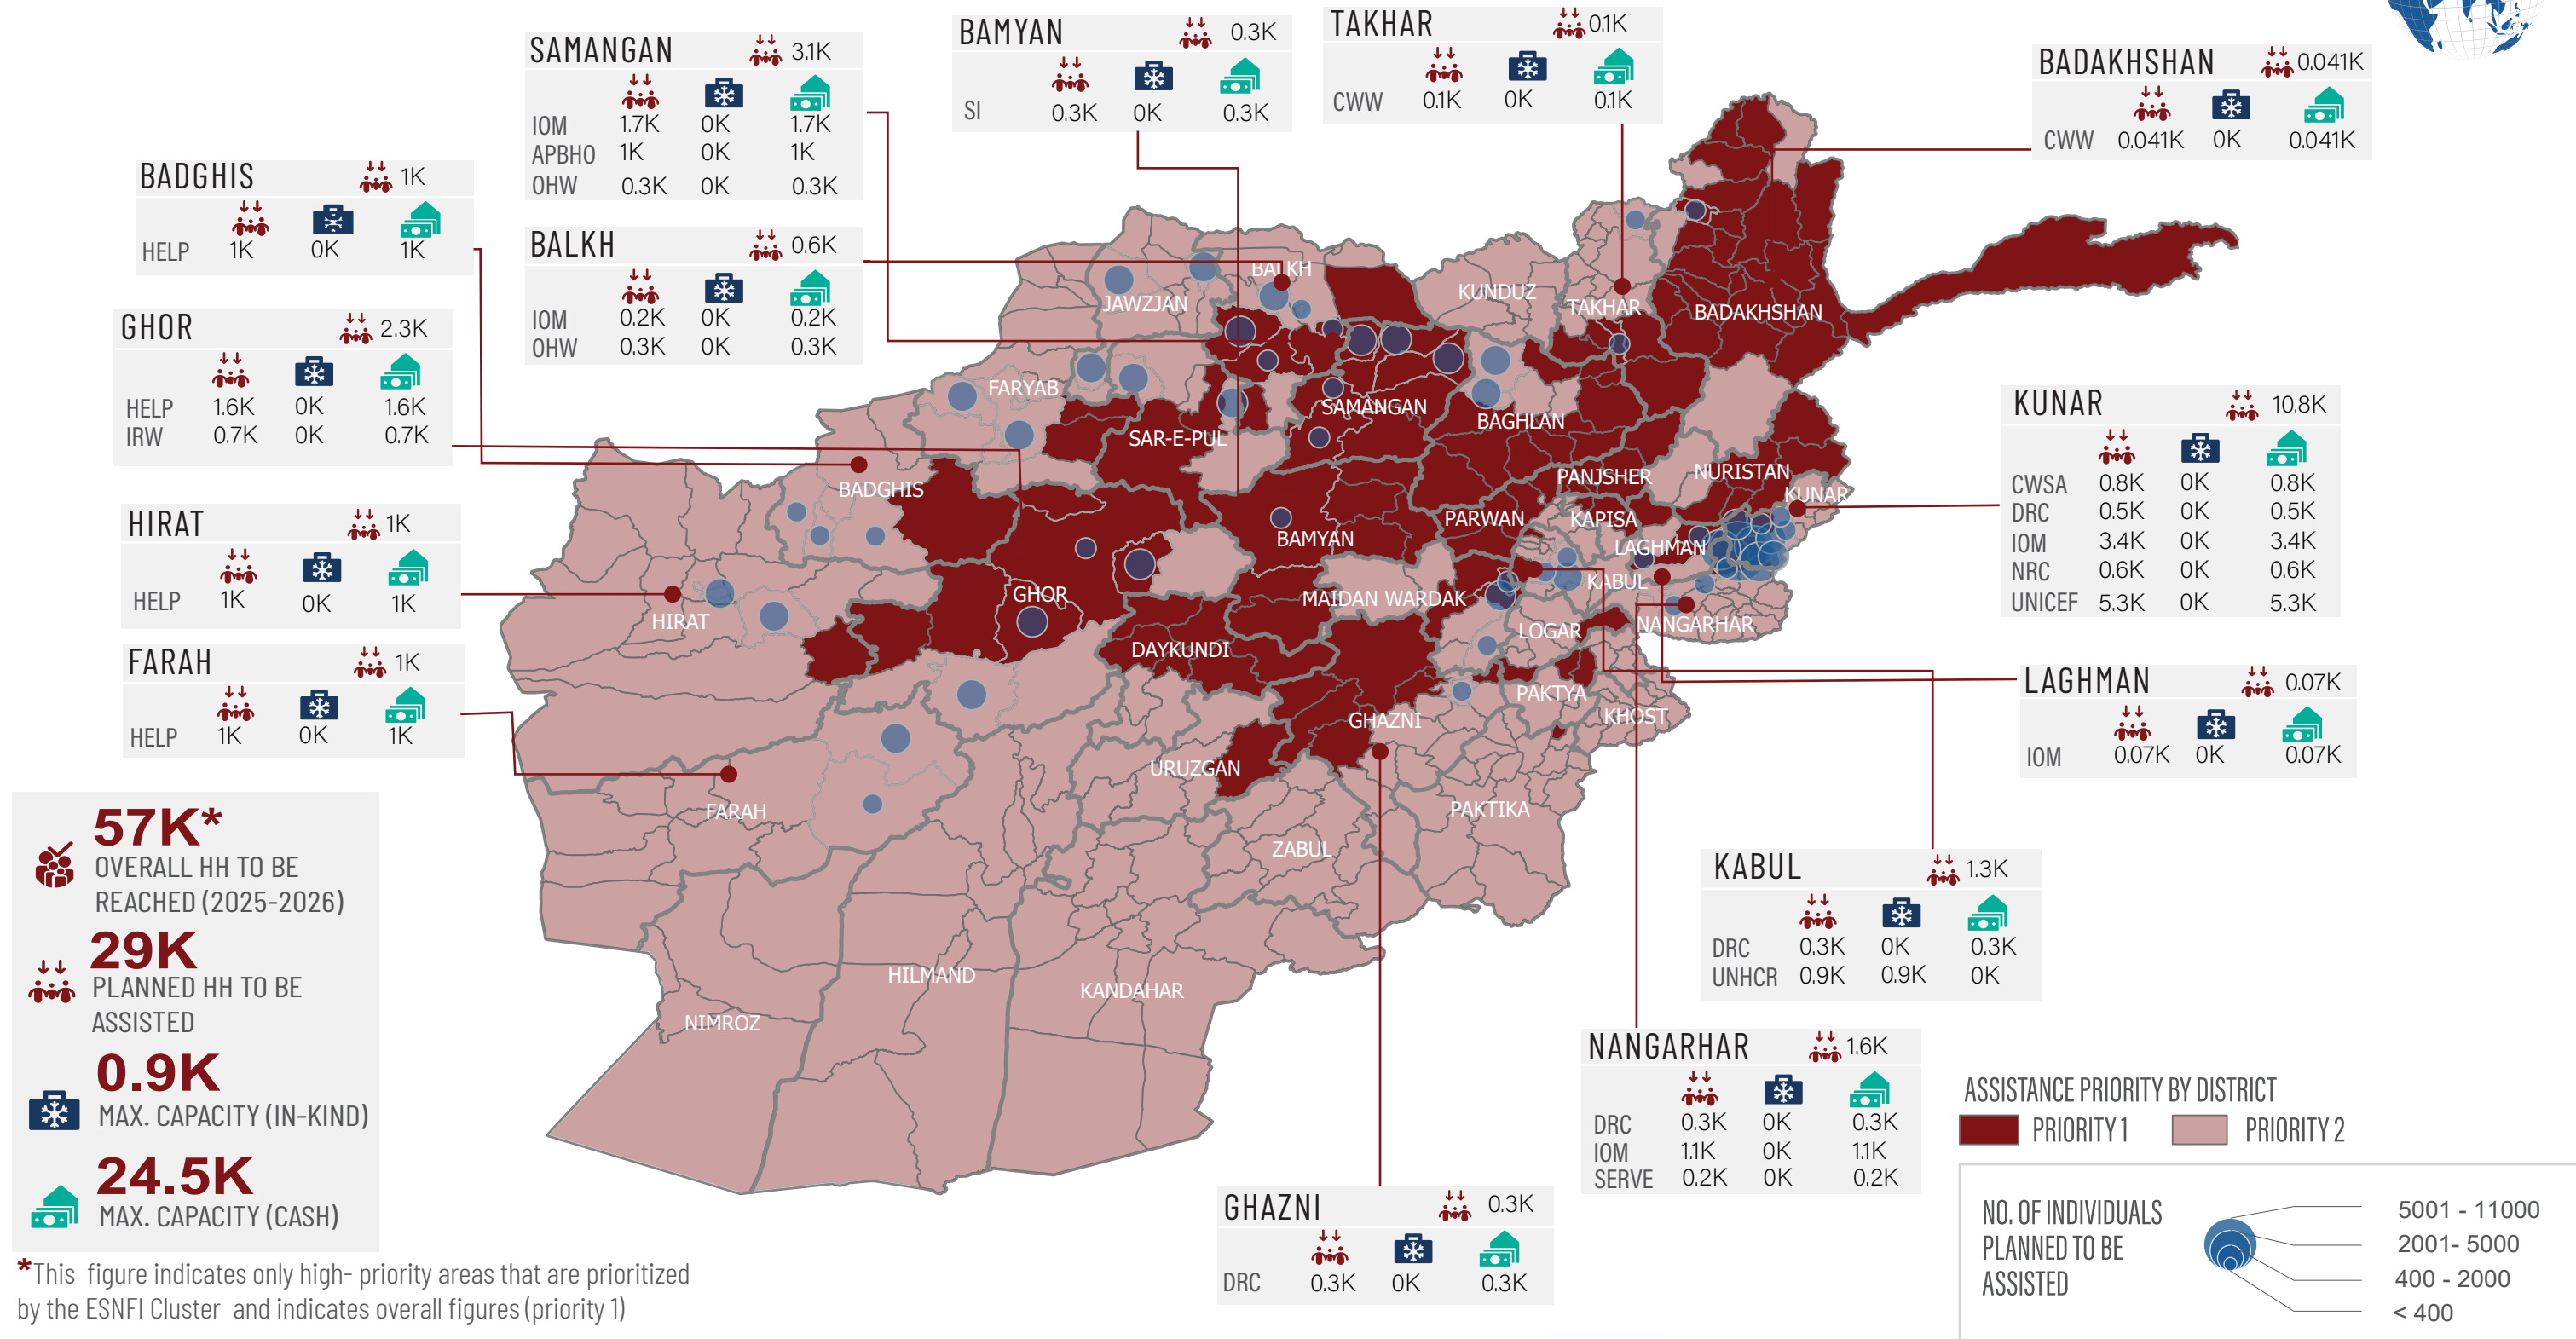 SAMANGAN 3.1K
IOM 1.7K 0K 1.7K
APBHO 1K 0K 1K
OHW 0.3K 0K 0.3K
BAMYAN 0.3K
SI 0.3K 0K 0.3K
TAKHAR 0.1K
CWW 0.1K 0K 0.1K
BADAKHSHAN 0.041K
CWW 0.041K 0K 0.041K
BADGHIS 1K
HELP 1K 0K 1K
BALKH 0.6K
IOM 0.2K 0K 0.2K
OHW 0.3K 0K 0.3K
GHOR 2.3K
HELP 1.6K 0K 1.6K
IRW 0.7K 0K 0.7K
HIRAT 1K
HELP 1K 0K 1K
FARAH 1K
HELP 1K 0K 1K
KUNAR 10.8K
CWSA 0.8K 0K 0.8K
DRC 0.5K 0K 0.5K
IOM 3.4K 0K 3.4K
NRC 0.6K 0K 0.6K
UNICEF 5.3K 0K 5.3K
LAGHMAN 0.07K
IOM 0.07K 0K 0.07K
KABUL 1.3K
DRC 0.3K 0K 0.3K
UNHCR 0.9K 0.9K 0K
NANGARHAR 1.6K
DRC 0.3K 0K 0.3K
IOM 1.1K 0K 1.1K
SERVE 0.2K 0K 0.2K
GHAZNI 0.3K
DRC 0.3K 0K 0.3K
BALKH
JAWZJAN
KUNDUZ
TAKHAR
BADAKHSHAN
FARYAB
SAMANGAN
BAGHLAN
SAR-E-PUL
PANJSHER
NURISTAN
BADGHIS
KUNAR
PARWAN
KAPISA
BAMYAN
LAGHMAN
KABUL
GHOR
MAIDAN WARDAK
HIRAT
LOGAR
NANGARHAR
DAYKUNDI
PAKTYA
GHAZNI
KHOST
URUZGAN
FARAH
PAKTIKA
ZABUL
HILMAND
KANDAHAR
NIMROZ
57K*
OVERALL HH TO BE
REACHED (2025-2026)
29K
PLANNED HH TO BE
ASSISTED
0.9K
MAX. CAPACITY (IN-KIND)
24.5K
MAX. CAPACITY (CASH)
*This figure indicates only high- priority areas that are prioritized
by the ESNFI Cluster and indicates overall figures (priority 1)
ASSISTANCE PRIORITY BY DISTRICT
PRIORITY 1 PRIORITY 2
NO. OF INDIVIDUALS
PLANNED TO BE
ASSISTED
5001 - 11000
2001- 5000
400 - 2000
< 400